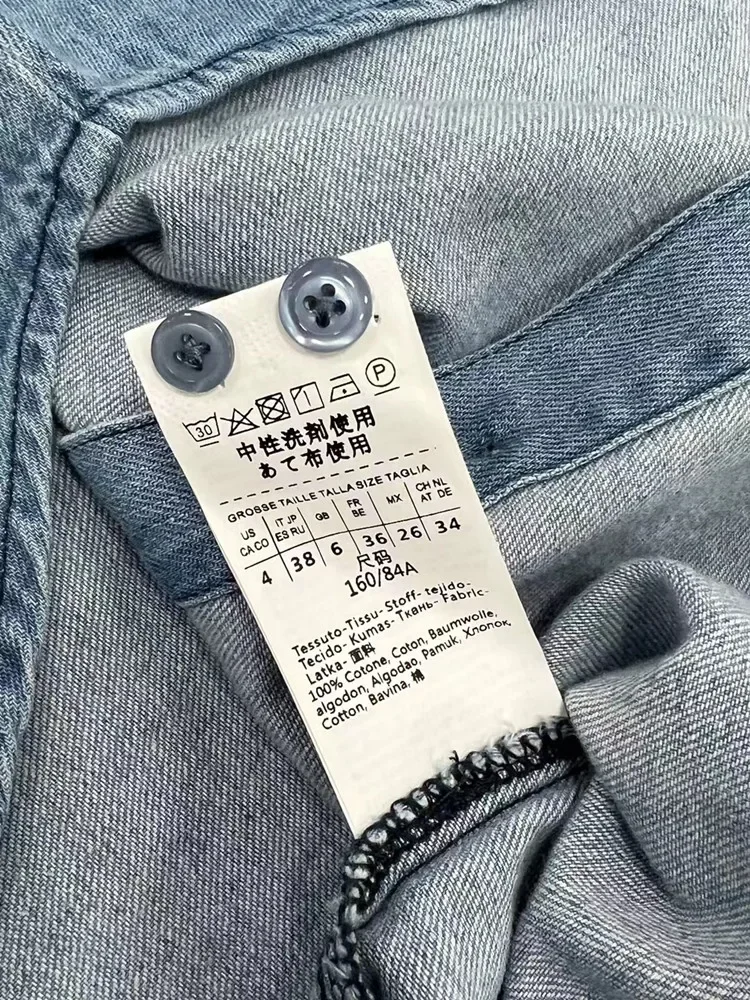 30 P
中性洗剤使用
あて布使用
GROSSE TAILLE TALLA SIZE TAGLIA
US CA CO | IT JP ES RU | GB | FR BE | MX | CH NL AT DE
4 | 38 | 6 | 36 | 26 | 34
尺码
160/84A
Tessuto-Tissu-Stoff-tejido-
Tecido-Kumas-Ткань-Fabric-
Latka-面料
100% Cotone, Coton, Baumwolle,
algodon, Algodao, Pamuk, Хлопок,
Cotton, Bavina, 棉